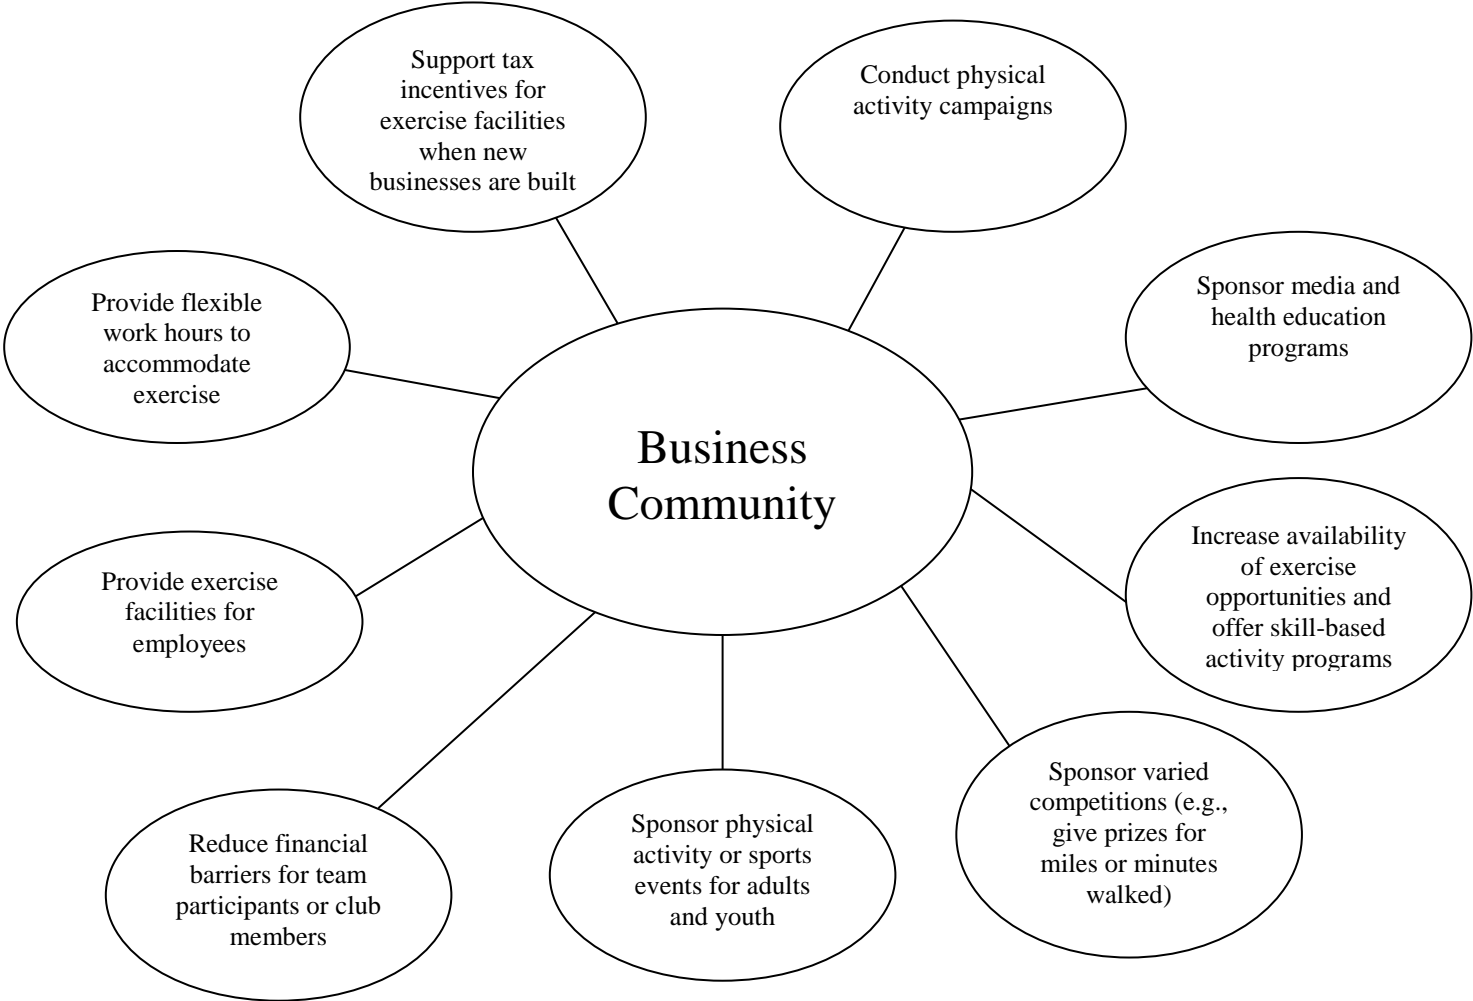 Support tax
incentives for
exercise facilities
when new
businesses are built
Conduct physical
activity campaigns
Provide flexible
work hours to
accommodate
exercise
Sponsor media and
health education
programs
Business
Community
Increase availability
of exercise
opportunities and
offer skill-based
activity programs
Provide exercise
facilities for
employees
Sponsor varied
competitions (e.g.,
give prizes for
miles or minutes
walked)
Sponsor physical
activity or sports
events for adults
and youth
Reduce financial
barriers for team
participants or club
members